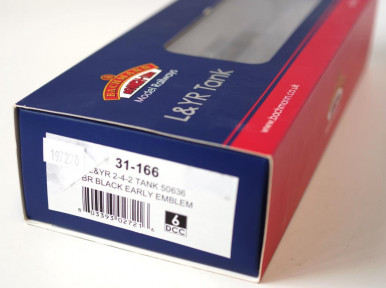 BACHMANN
Model Railways
L&YR Tank
www.bachmann.co.uk
31-166
L&YR 2-4-2 TANK 50636
BR BLACK EARLY EMBLEM
6
DCC